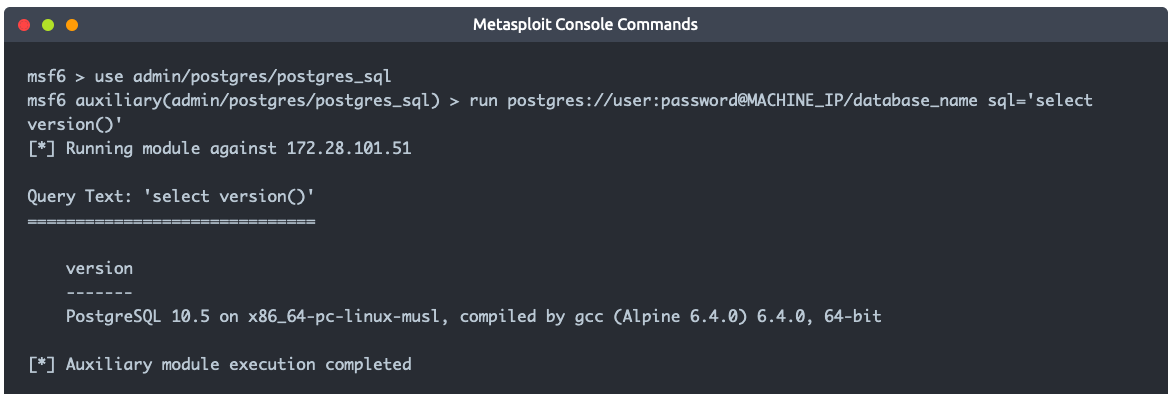 Metasploit Console Commands
msf6 > use admin/postgres/postgres_sql
msf6 auxiliary(admin/postgres/postgres_sql) > run postgres://user:password@MACHINE_IP/database_name sql='select
version()'
[*] Running module against 172.28.101.51
Query Text: 'select version()'
==============================
version
-------
PostgreSQL 10.5 on x86_64-pc-linux-musl, compiled by gcc (Alpine 6.4.0) 6.4.0, 64-bit
[*] Auxiliary module execution completed